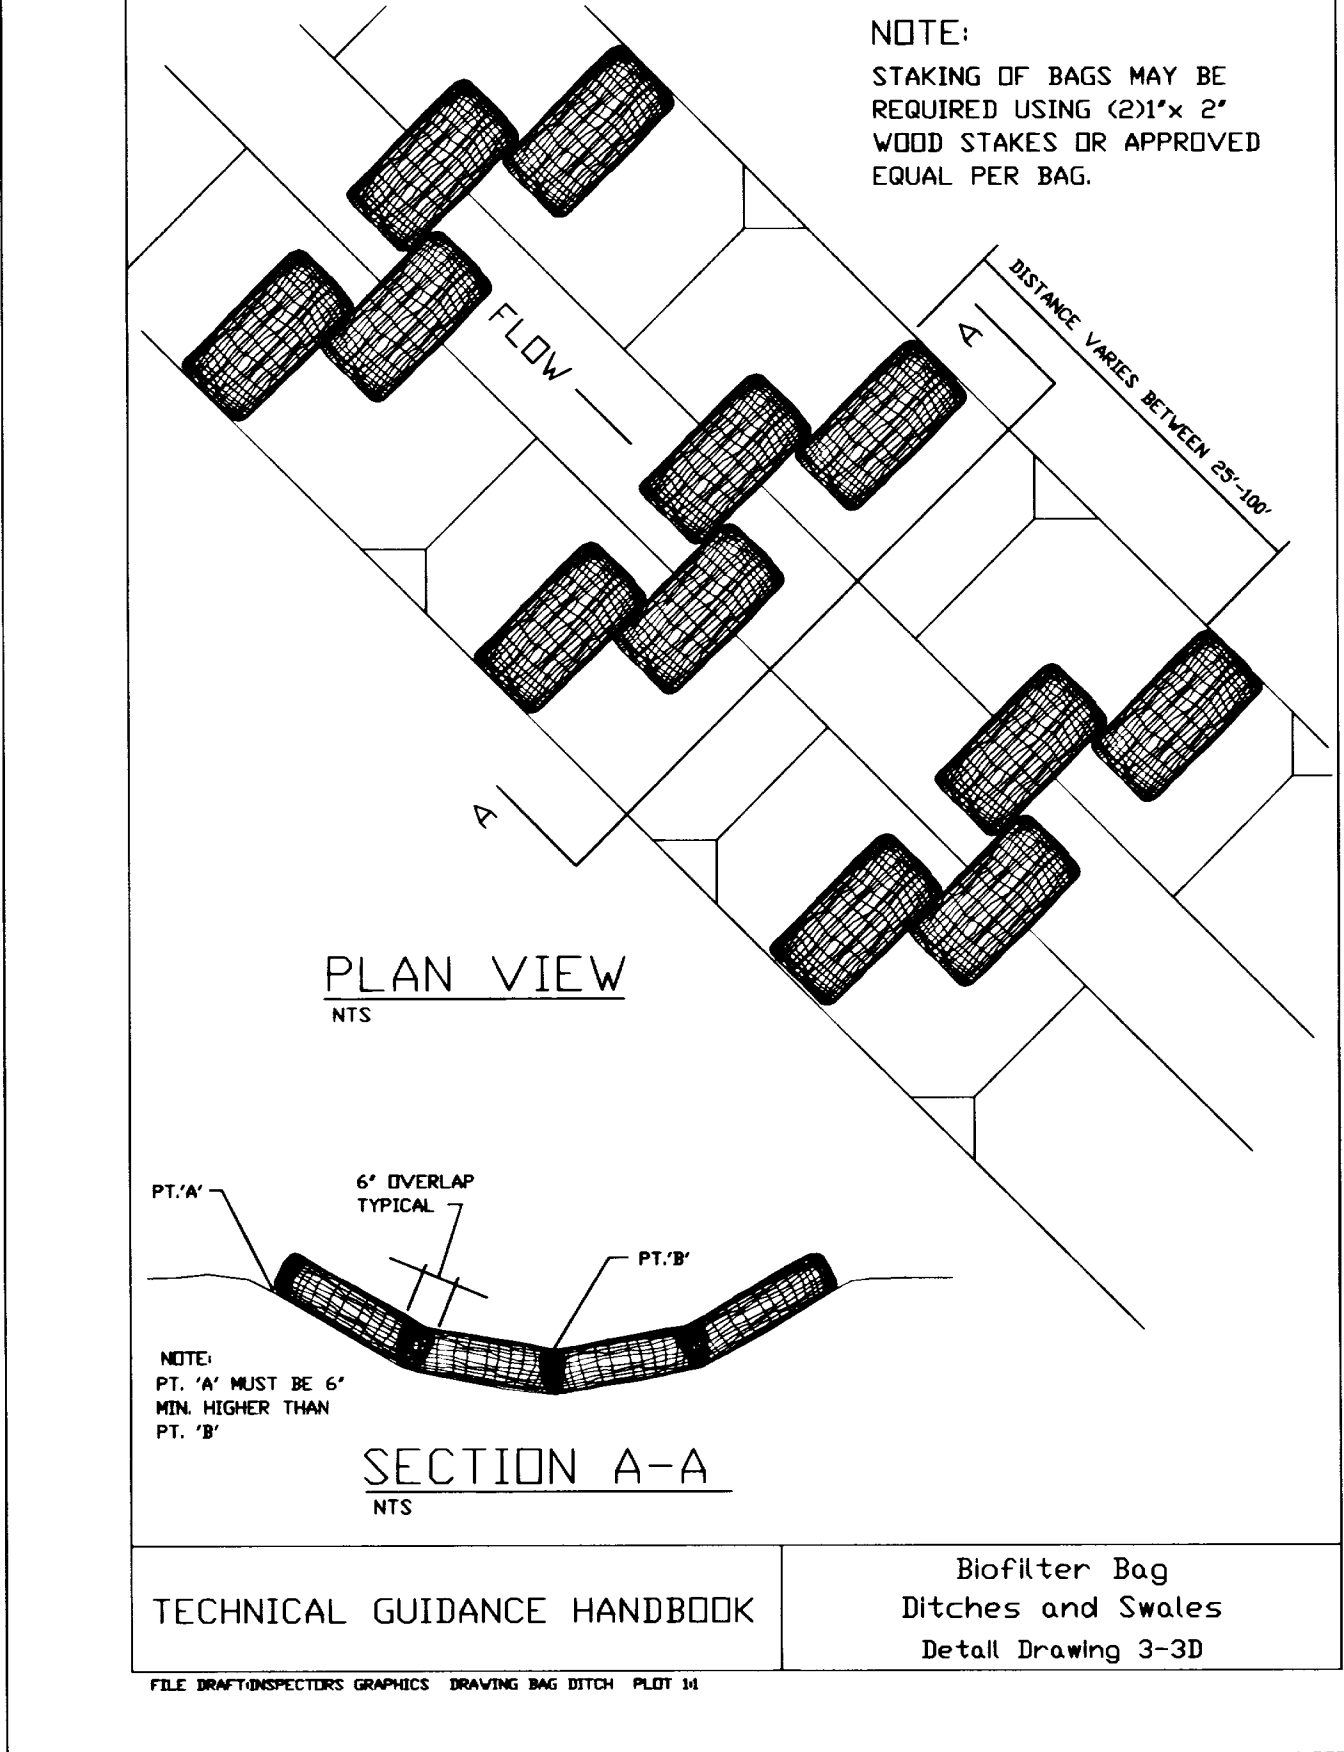 NOTE:
STAKING OF BAGS MAY BE
REQUIRED USING (2)1"x 2"
WOOD STAKES OR APPROVED
EQUAL PER BAG.
DISTANCE VARIES BETWEEN 25'-100'
A
FLOW
A
PLAN VIEW
NTS
PT.'A'
6" OVERLAP
TYPICAL
PT.'B'
NOTE:
PT. 'A' MUST BE 6"
MIN. HIGHER THAN
PT. 'B'
SECTION A-A
NTS
TECHNICAL GUIDANCE HANDBOOK
Biofilter Bag
Ditches and Swales
Detail Drawing 3-3D
FILE DRAFT:INSPECTORS GRAPHICS DRAWING BAG DITCH PLOT 1:1